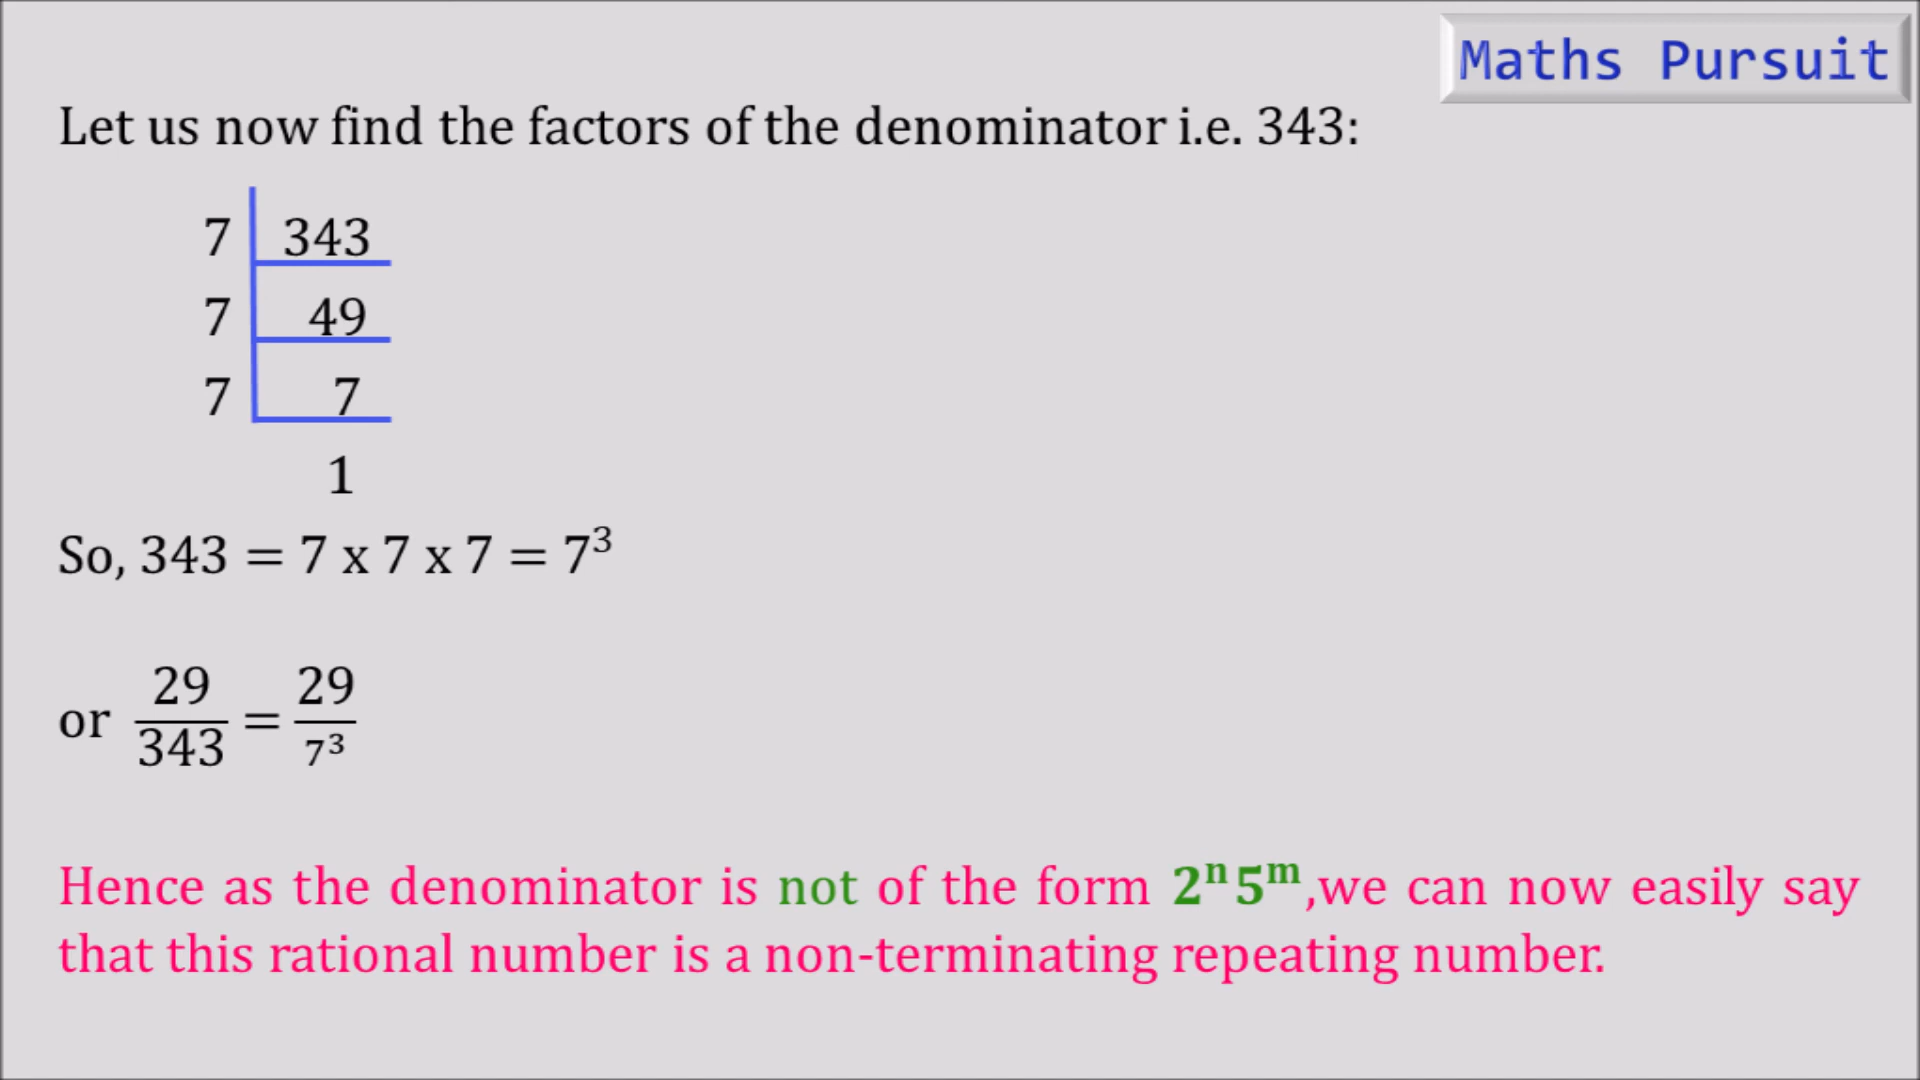 Maths Pursuit
Let us now find the factors of the denominator i.e. 343:
7 343
7 49
7 7
1
So, 343 = 7 x 7 x 7 = 7³
or 29/343 = 29/7³
Hence as the denominator is not of the form 2ⁿ5ᵐ,we can now easily say
that this rational number is a non-terminating repeating number.